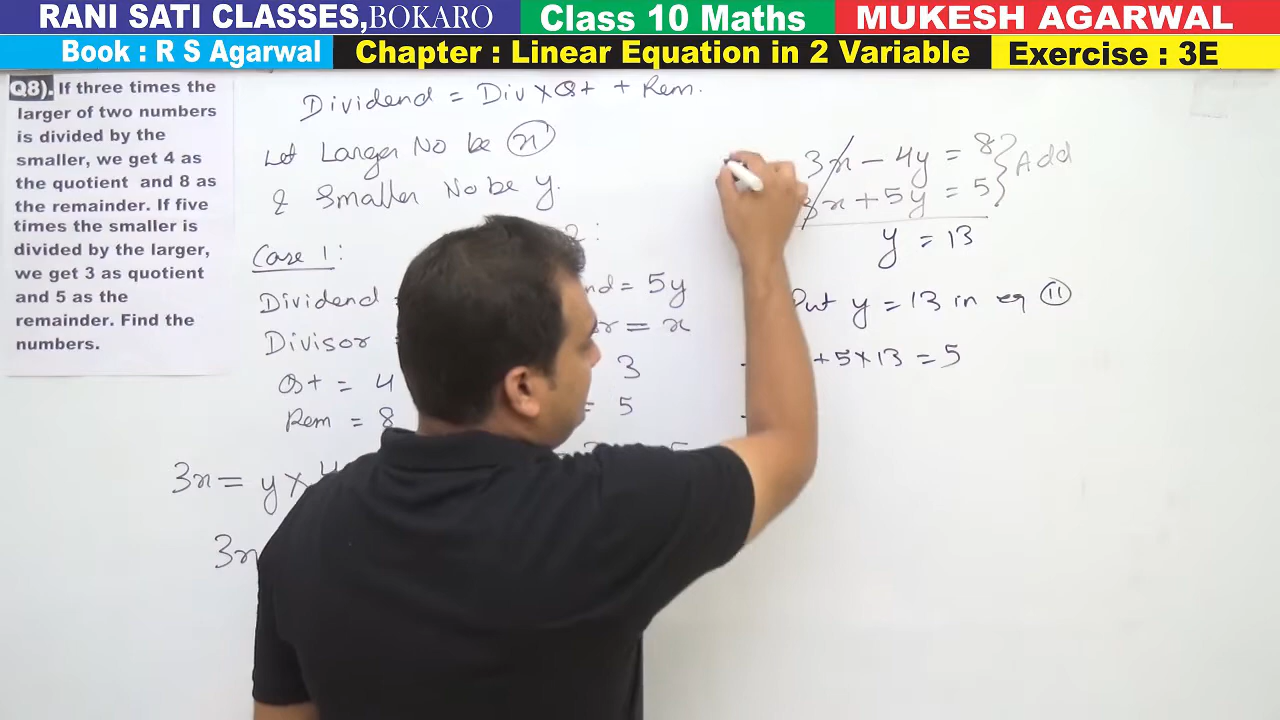 RANI SATI CLASSES,BOKARO
Class 10 Maths
MUKESH AGARWAL
Book : R S Agarwal
Chapter : Linear Equation in 2 Variable
Exercise : 3E
Q8). If three times the
larger of two numbers
is divided by the
smaller, we get 4 as
the quotient and 8 as
the remainder. If five
times the smaller is
divided by the larger,
we get 3 as quotient
and 5 as the
remainder. Find the
numbers.
Dividend = Div × Qt + Rem.
Let Larger No be x
& Smaller No be y.
Case 1:
Dividend
Divisor
Qt = 4
Rem = 8
3x = y ×
3x
2:
= 5y
= x
3
= 5
3x - 4y = 8
x + 5y = 5
Add
y = 13
Put y = 13 in eq II
+ 5 × 13 = 5